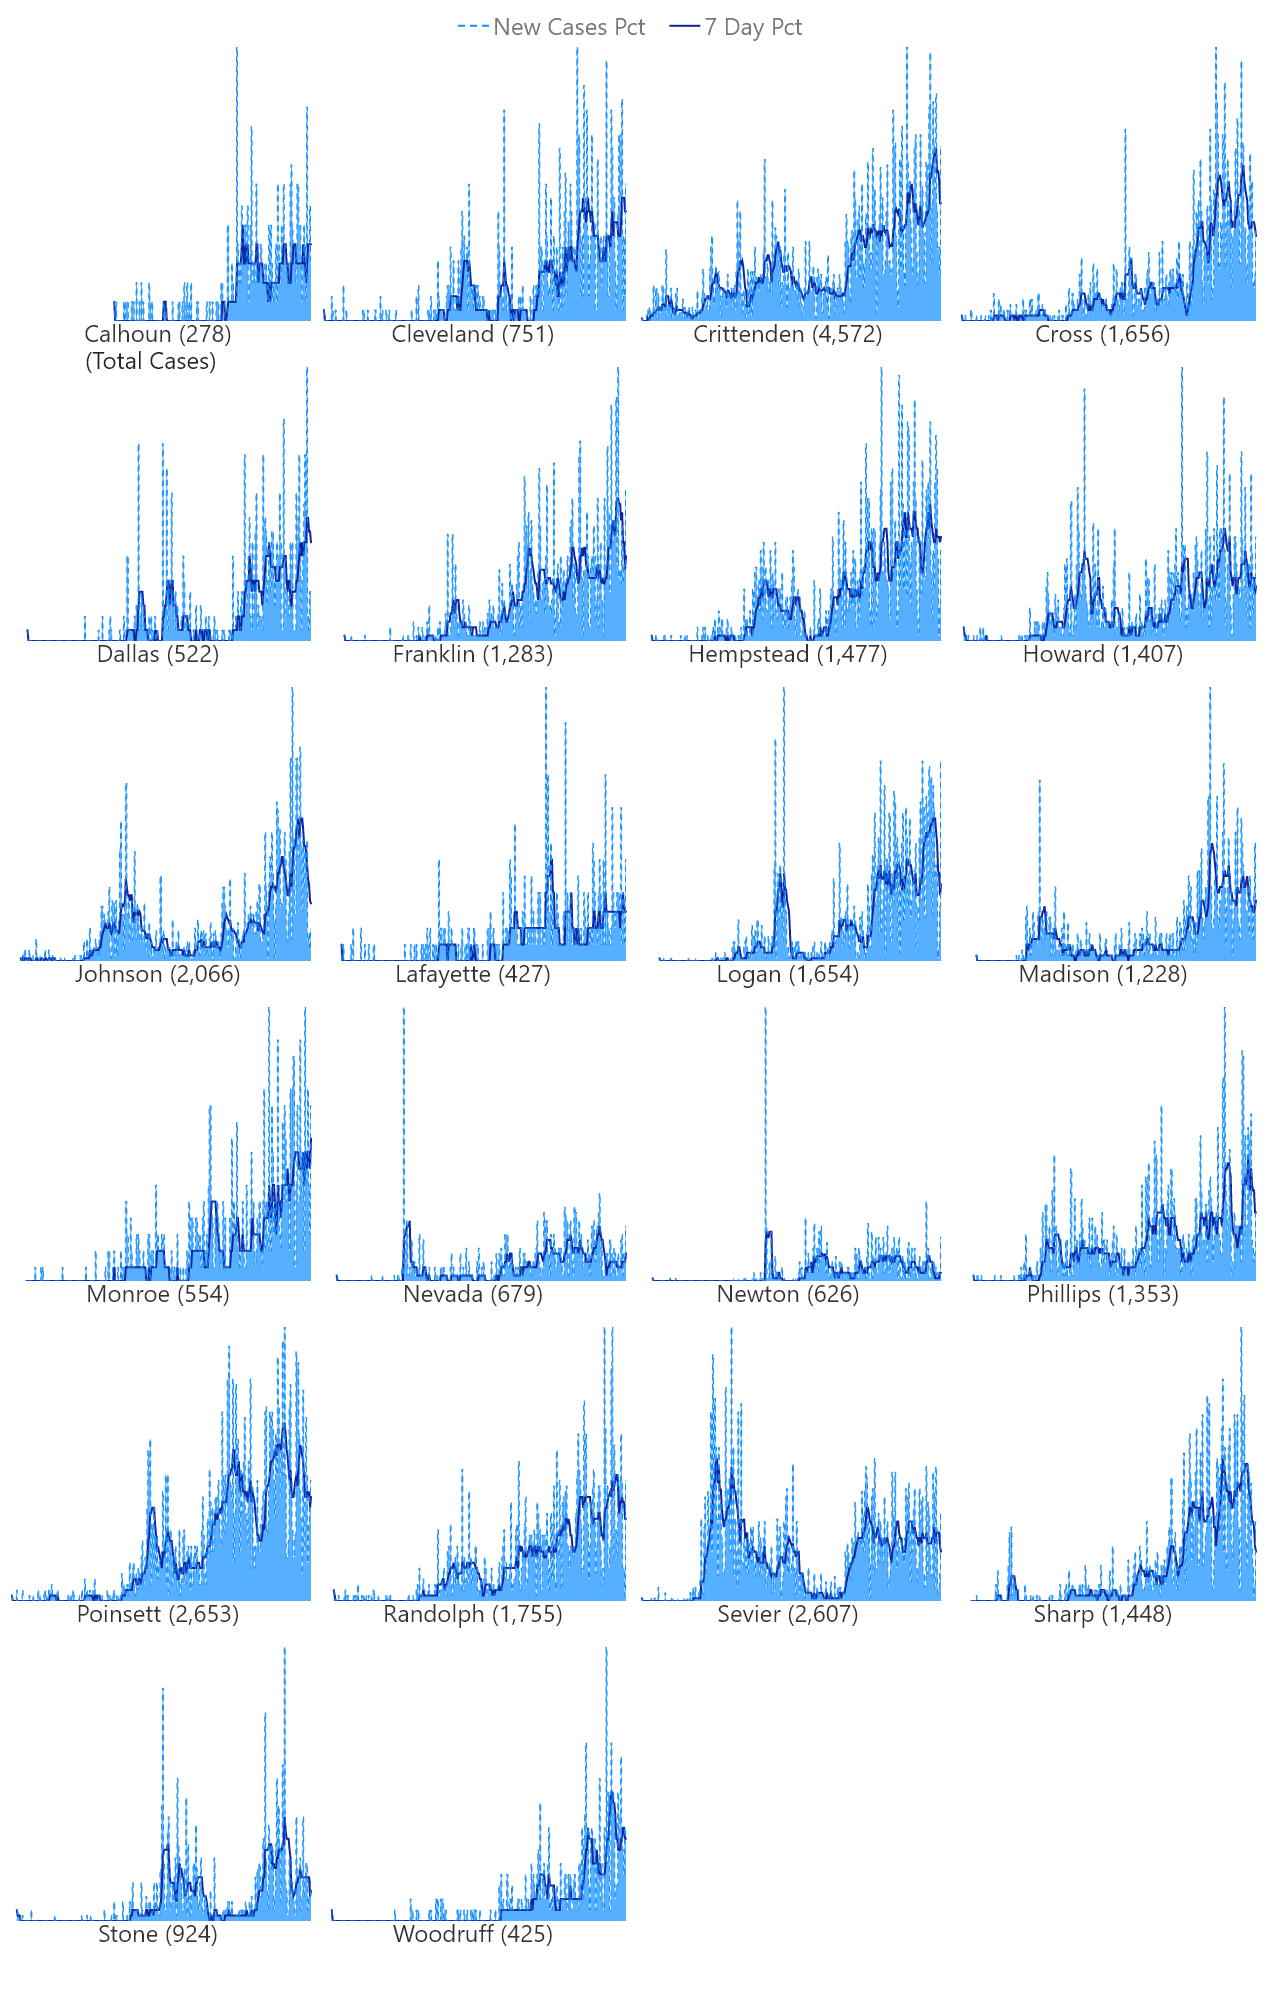 New Cases Pct 7 Day Pct
Calhoun (278)
(Total Cases)
Cleveland (751)
Crittenden (4,572)
Cross (1,656)
Dallas (522)
Franklin (1,283)
Hempstead (1,477)
Howard (1,407)
Johnson (2,066)
Lafayette (427)
Logan (1,654)
Madison (1,228)
Monroe (554)
Nevada (679)
Newton (626)
Phillips (1,353)
Poinsett (2,653)
Randolph (1,755)
Sevier (2,607)
Sharp (1,448)
Stone (924)
Woodruff (425)